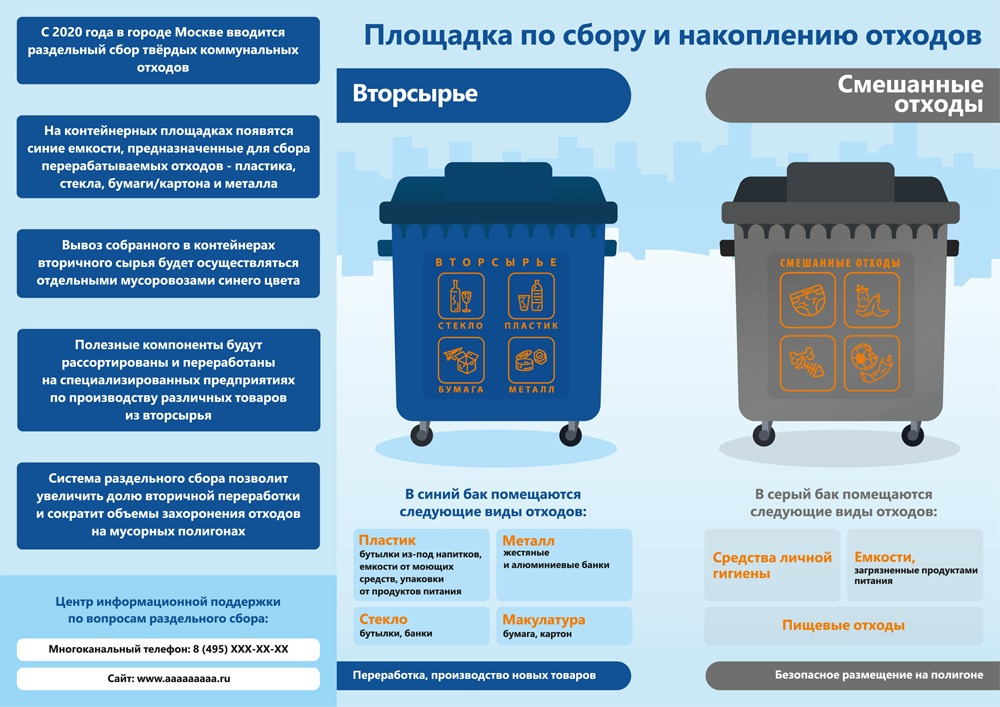 С 2020 года в городе Москве вводится
раздельный сбор твёрдых коммунальных
отходов
На контейнерных площадках появятся
синие емкости, предназначенные для сбора
перерабатываемых отходов - пластика,
стекла, бумаги/картона и металла
Вывоз собранного в контейнерах
вторичного сырья будет осуществляться
отдельными мусоровозами синего цвета
Полезные компоненты будут
рассортированы и переработаны
на специализированных предприятиях
по производству различных товаров
из вторсырья
Система раздельного сбора позволит
увеличить долю вторичной переработки
и сократит объемы захоронения отходов
на мусорных полигонах
Центр информационной поддержки
по вопросам раздельного сбора:
Многоканальный телефон: 8 (495) XXX-XX-XX
Сайт: www.aaaaaaaaa.ru
Площадка по сбору и накоплению отходов
Вторсырье
ВТОРСЫРЬЕ
СТЕКЛО
ПЛАСТИК
БУМАГА
МЕТАЛЛ
В синий бак помещаются
следующие виды отходов:
Пластик
бутылки из-под напитков,
емкости от моющих
средств, упаковки
от продуктов питания
Металл
жестяные
и алюминиевые банки
Стекло
бутылки, банки
Макулатура
бумага, картон
Переработка, производство новых товаров
Смешанные
отходы
СМЕШАННЫЕ ОТХОДЫ
В серый бак помещаются
следующие виды отходов:
Средства личной
гигиены
Емкости,
загрязненные продуктами
питания
Пищевые отходы
Безопасное размещение на полигоне